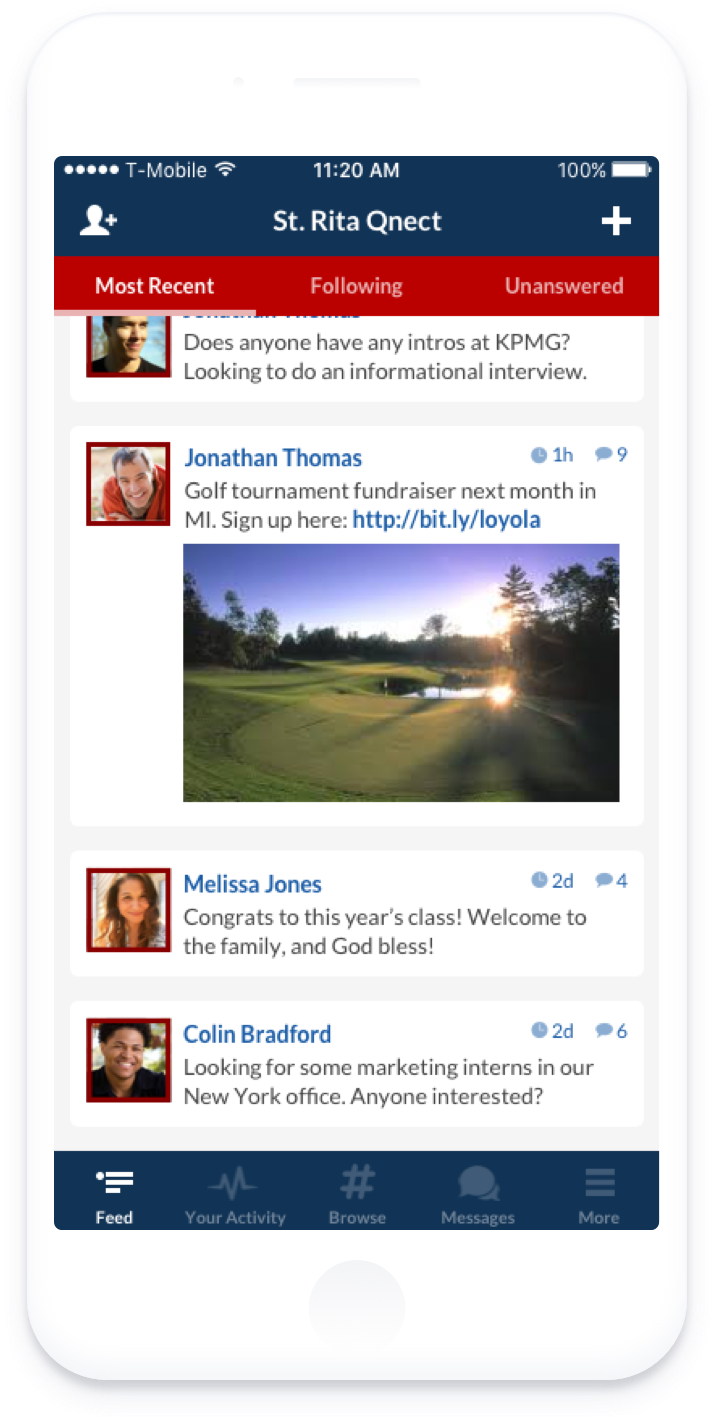 T-Mobile 11:20 AM 100%
St. Rita Qnect
Most Recent Following Unanswered
Jonathan Thomas
Does anyone have any intros at KPMG?
Looking to do an informational interview.
Jonathan Thomas 1h 9
Golf tournament fundraiser next month in
MI. Sign up here: http://bit.ly/loyola
Melissa Jones 2d 4
Congrats to this year's class! Welcome to
the family, and God bless!
Colin Bradford 2d 6
Looking for some marketing interns in our
New York office. Anyone interested?
Feed Your Activity Browse Messages More